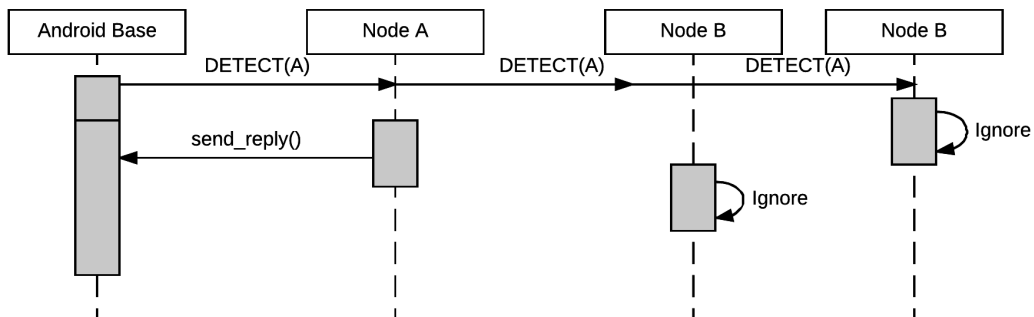 Android Base
Node A
Node B
Node B
DETECT(A)
DETECT(A)
DETECT(A)
send_reply()
Ignore
Ignore